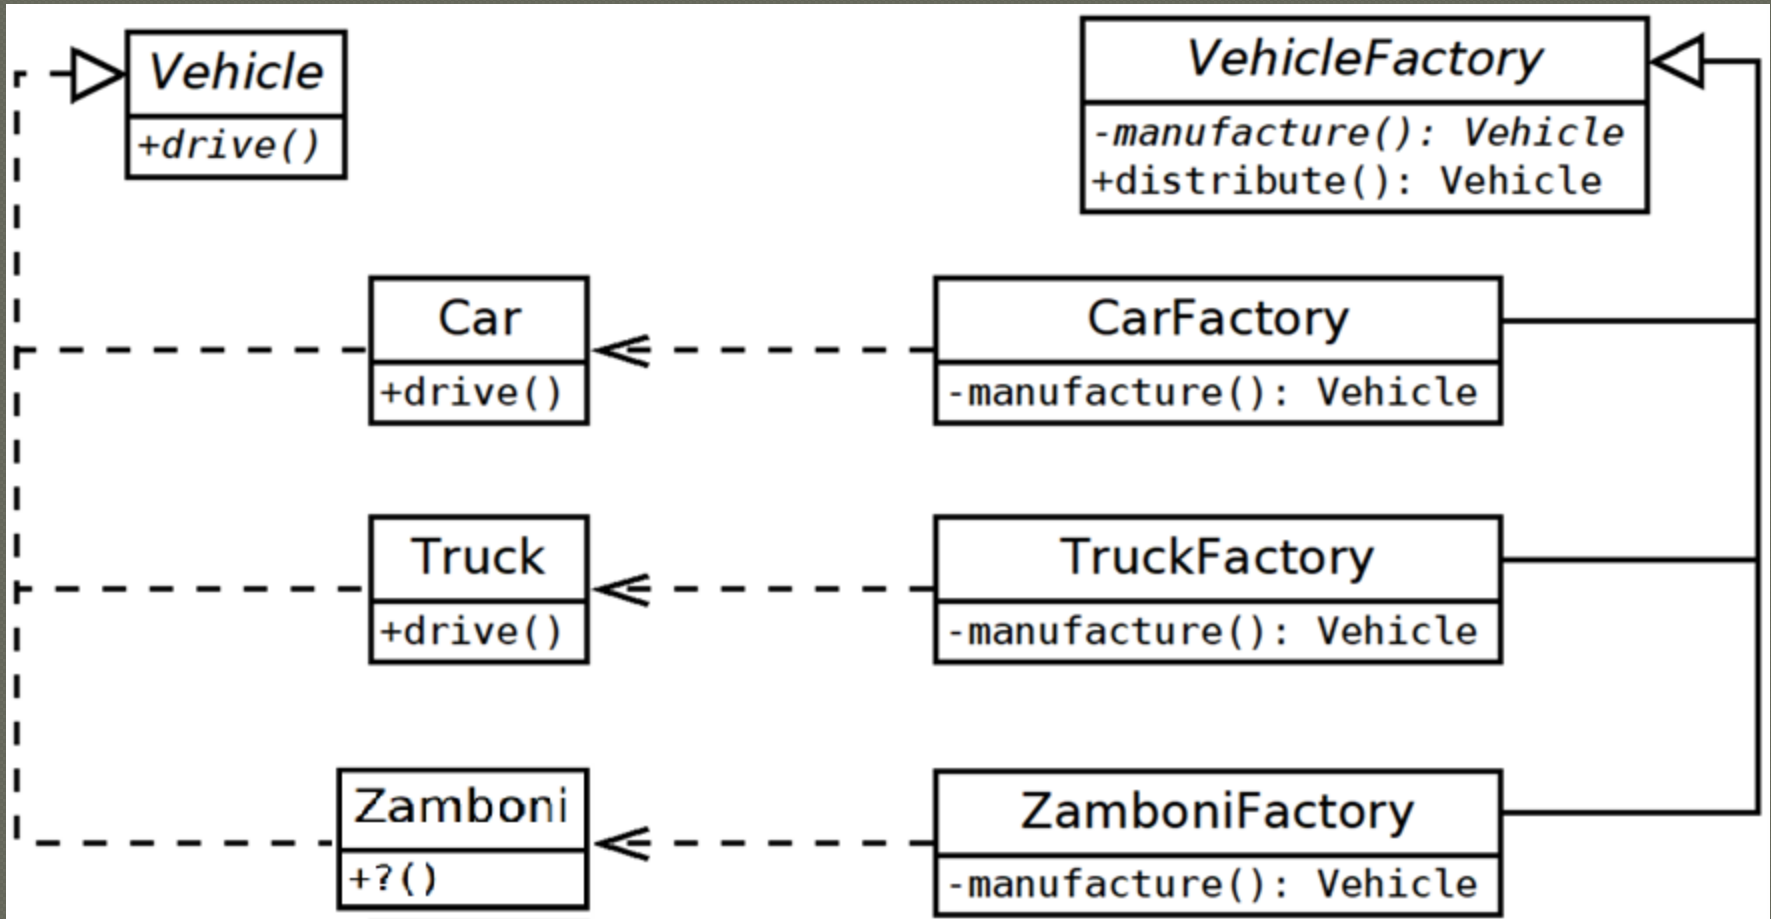 Vehicle
+drive()
VehicleFactory
-manufacture(): Vehicle
+distribute(): Vehicle
Car
+drive()
CarFactory
-manufacture(): Vehicle
Truck
+drive()
TruckFactory
-manufacture(): Vehicle
Zamboni
+?()
ZamboniFactory
-manufacture(): Vehicle